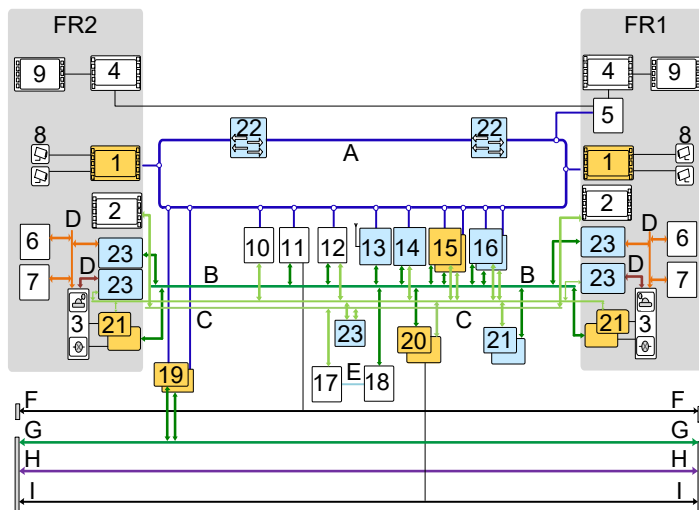 FR2 FR1
9 4 4 9
5
8 22 22 8
1 A 1
2 2
D D
6 23 10 11 12 13 14 15 16 23 6
7 D 23 B B 23 D 7
3 21 C 23 20 C 21 21 3
19 17 E 18
F F
G G
H H
I I